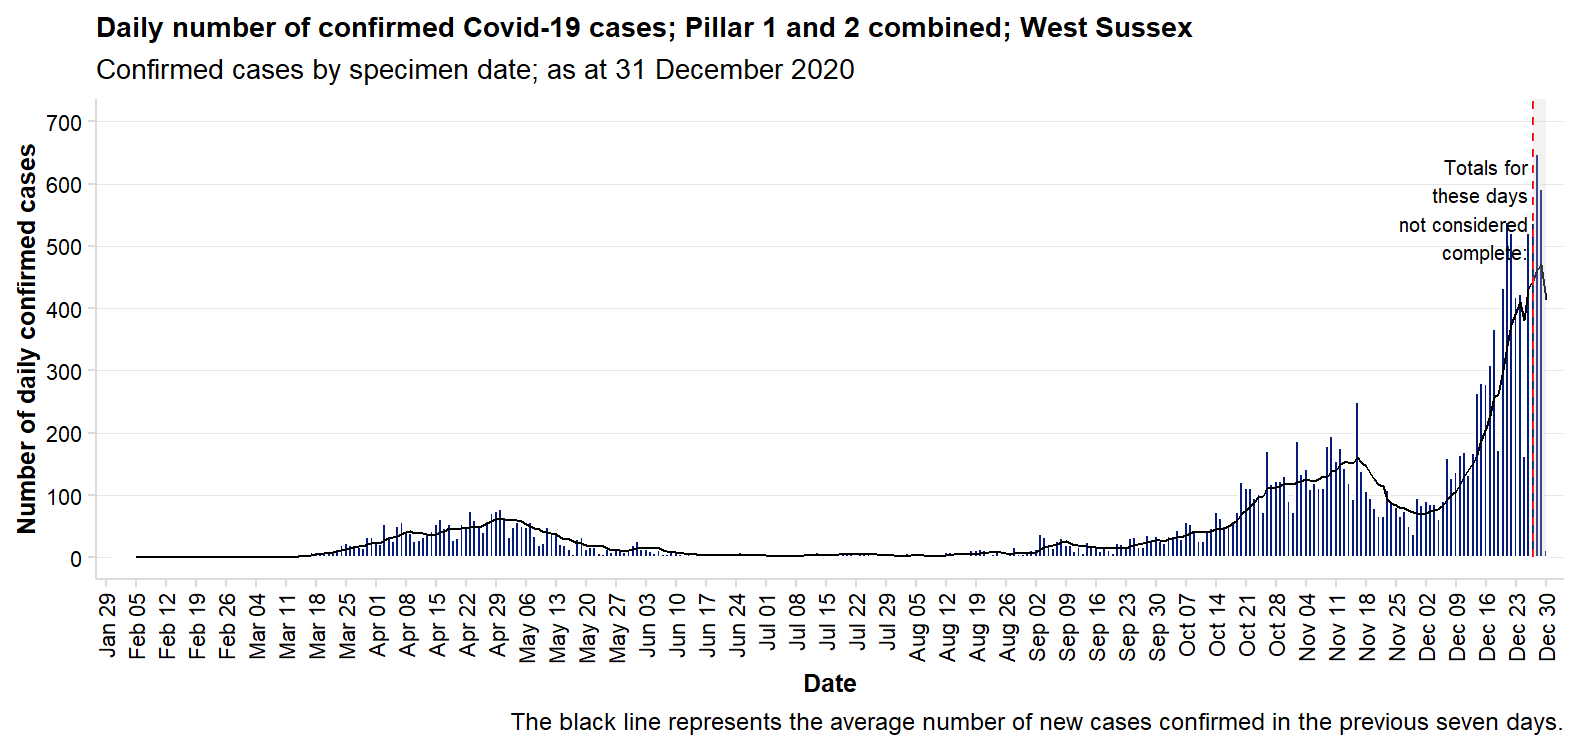 Daily number of confirmed Covid-19 cases; Pillar 1 and 2 combined; West Sussex
Confirmed cases by specimen date; as at 31 December 2020
Number of daily confirmed cases
700
600
500
400
300
200
100
0
Totals for
these days
not considered
complete:
Jan 29
Feb 05
Feb 12
Feb 19
Feb 26
Mar 04
Mar 11
Mar 18
Mar 25
Apr 01
Apr 08
Apr 15
Apr 22
Apr 29
May 06
May 13
May 20
May 27
Jun 03
Jun 10
Jun 17
Jun 24
Jul 01
Jul 08
Jul 15
Jul 22
Jul 29
Aug 05
Aug 12
Aug 19
Aug 26
Sep 02
Sep 09
Sep 16
Sep 23
Sep 30
Oct 07
Oct 14
Oct 21
Oct 28
Nov 04
Nov 11
Nov 18
Nov 25
Dec 02
Dec 09
Dec 16
Dec 23
Dec 30
Date
The black line represents the average number of new cases confirmed in the previous seven days.